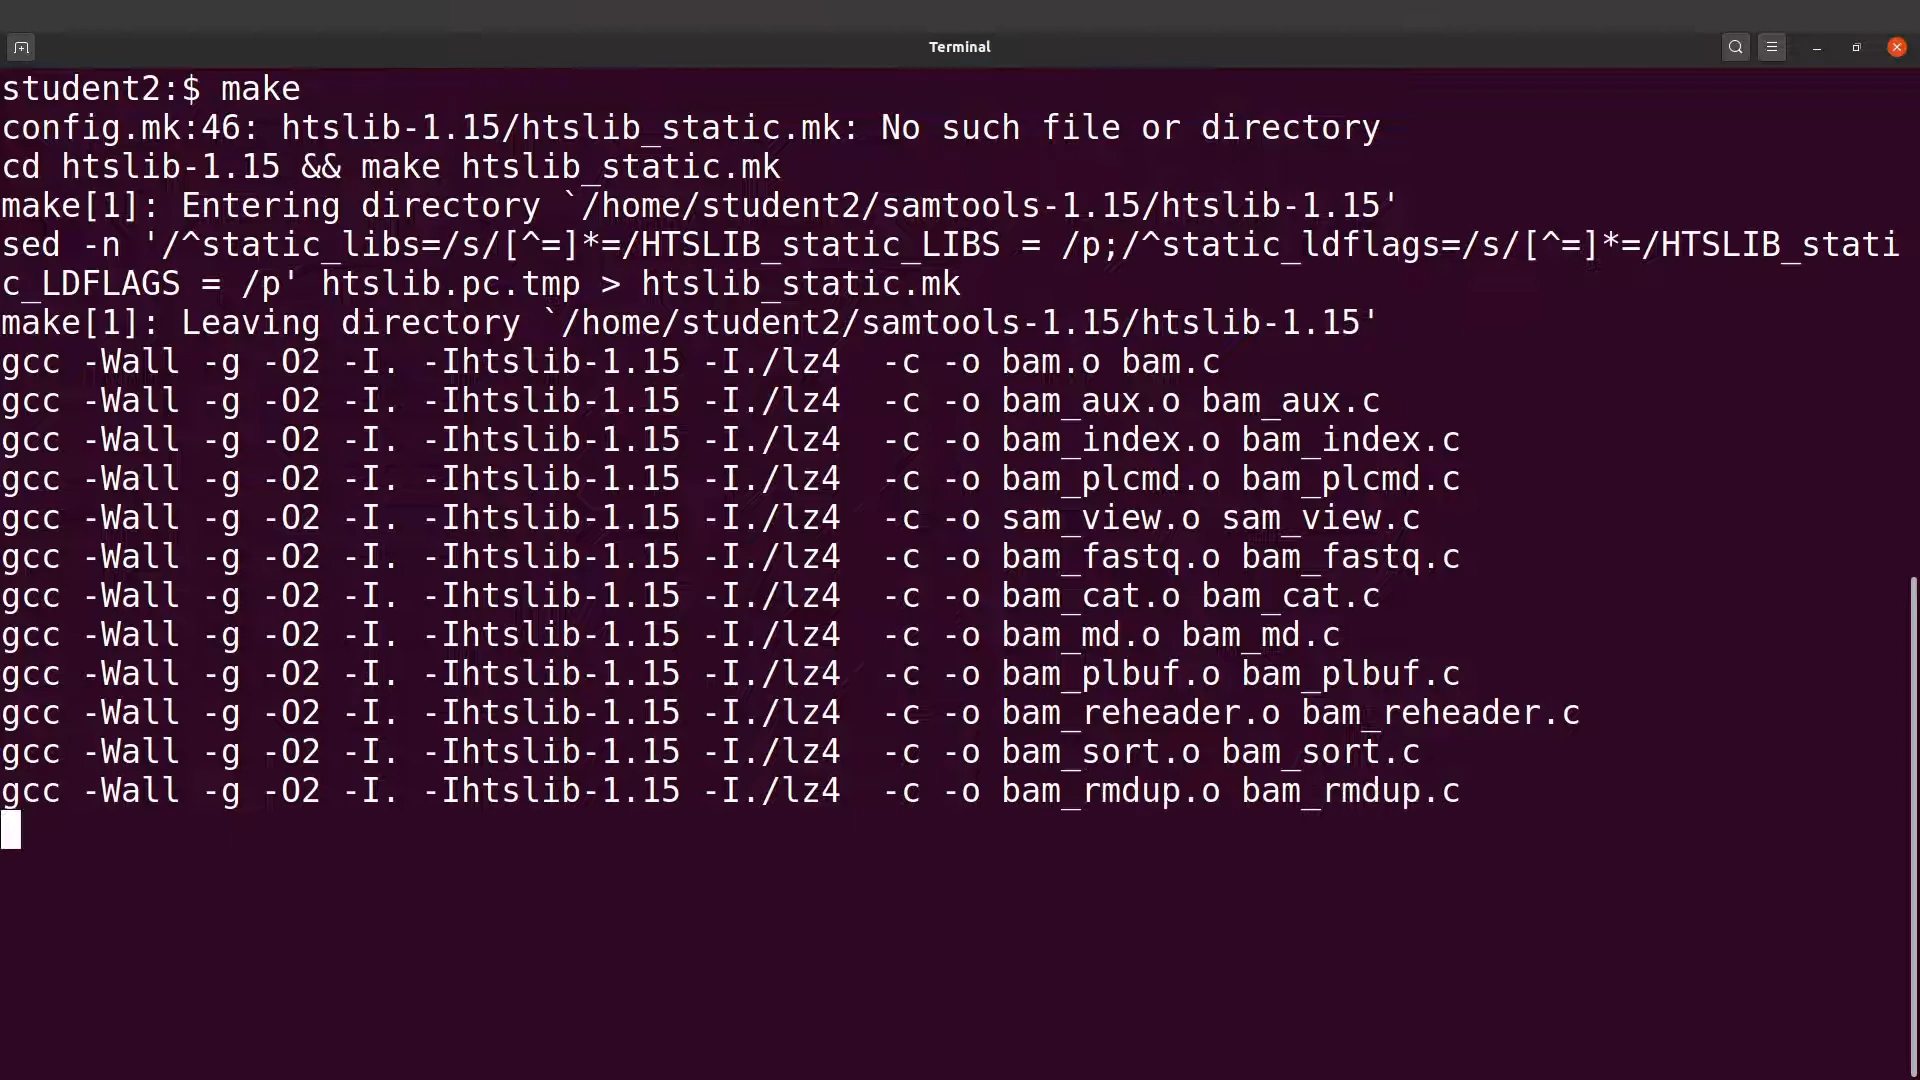 Terminal
student2:$ make
config.mk:46: htslib-1.15/htslib_static.mk: No such file or directory
cd htslib-1.15 && make htslib_static.mk
make[1]: Entering directory `/home/student2/samtools-1.15/htslib-1.15'
sed -n '/^static_libs=/s/[^=]*=/HTSLIB_static_LIBS = /p;/^static_ldflags=/s/[^=]*=/HTSLIB_stati
c_LDFLAGS = /p' htslib.pc.tmp > htslib_static.mk
make[1]: Leaving directory `/home/student2/samtools-1.15/htslib-1.15'
gcc -Wall -g -O2 -I. -Ihtslib-1.15 -I./lz4  -c -o bam.o bam.c
gcc -Wall -g -O2 -I. -Ihtslib-1.15 -I./lz4  -c -o bam_aux.o bam_aux.c
gcc -Wall -g -O2 -I. -Ihtslib-1.15 -I./lz4  -c -o bam_index.o bam_index.c
gcc -Wall -g -O2 -I. -Ihtslib-1.15 -I./lz4  -c -o bam_plcmd.o bam_plcmd.c
gcc -Wall -g -O2 -I. -Ihtslib-1.15 -I./lz4  -c -o sam_view.o sam_view.c
gcc -Wall -g -O2 -I. -Ihtslib-1.15 -I./lz4  -c -o bam_fastq.o bam_fastq.c
gcc -Wall -g -O2 -I. -Ihtslib-1.15 -I./lz4  -c -o bam_cat.o bam_cat.c
gcc -Wall -g -O2 -I. -Ihtslib-1.15 -I./lz4  -c -o bam_md.o bam_md.c
gcc -Wall -g -O2 -I. -Ihtslib-1.15 -I./lz4  -c -o bam_plbuf.o bam_plbuf.c
gcc -Wall -g -O2 -I. -Ihtslib-1.15 -I./lz4  -c -o bam_reheader.o bam_reheader.c
gcc -Wall -g -O2 -I. -Ihtslib-1.15 -I./lz4  -c -o bam_sort.o bam_sort.c
gcc -Wall -g -O2 -I. -Ihtslib-1.15 -I./lz4  -c -o bam_rmdup.o bam_rmdup.c